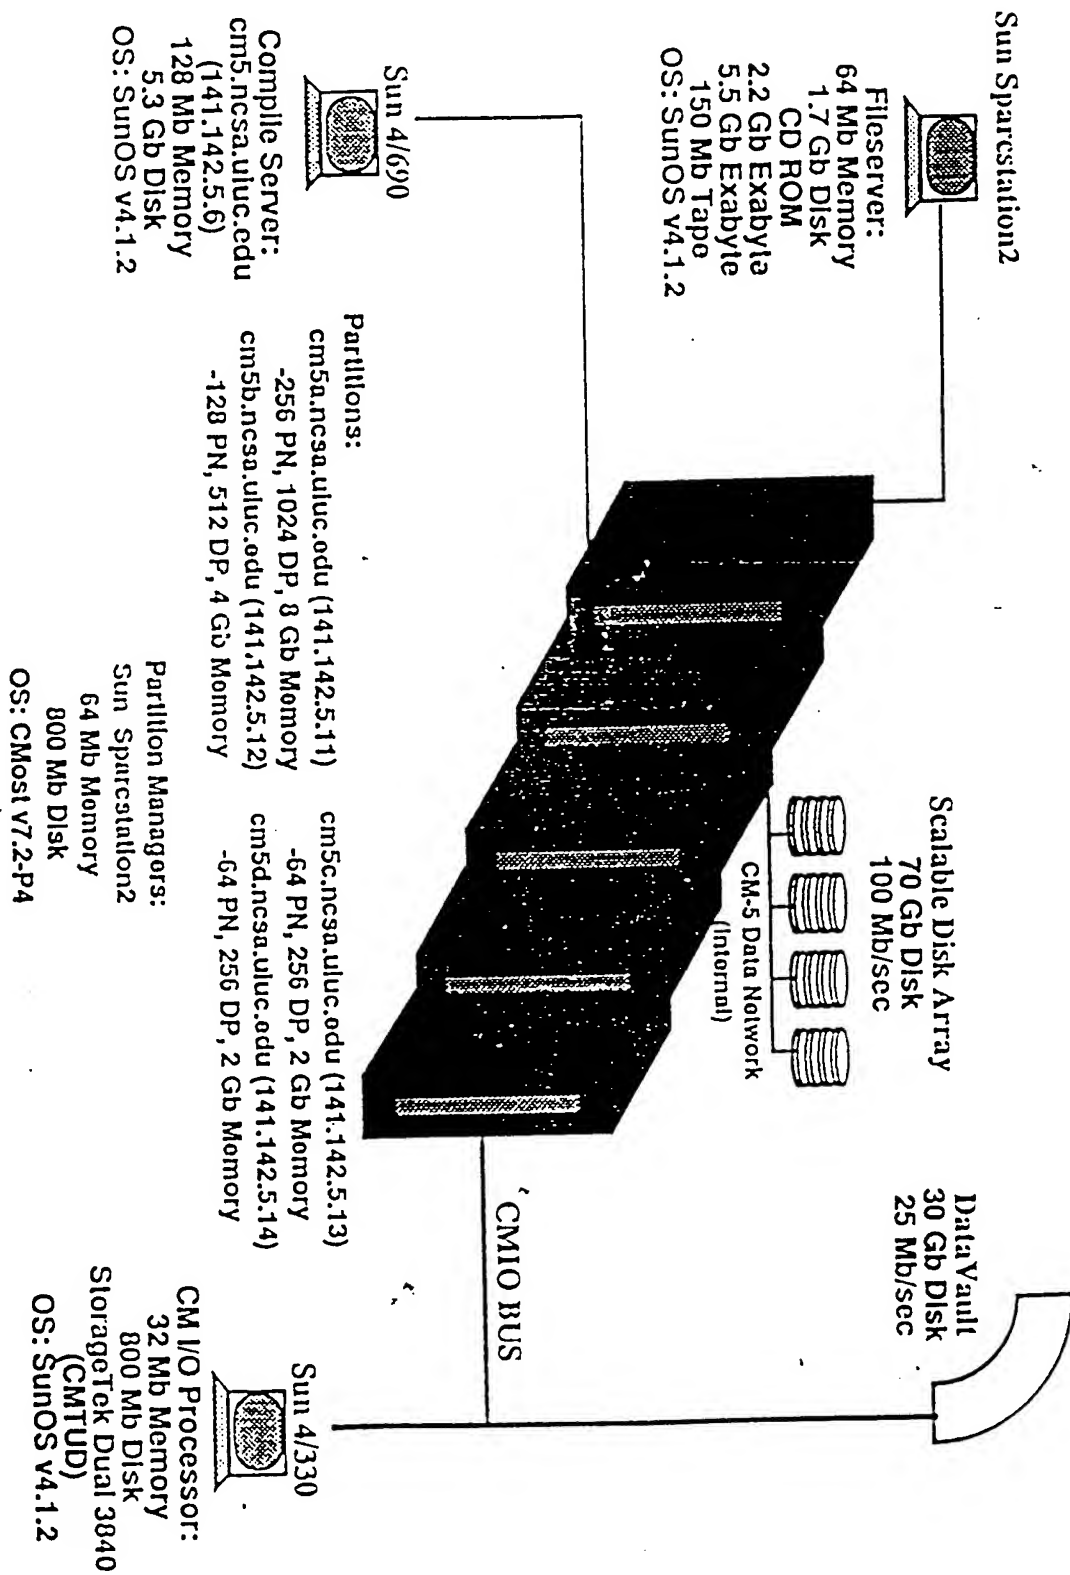 Sun Sparcstation2
Fileserver:
64 Mb Memory
1.7 Gb Disk
CD ROM
2.2 Gb Exabyte
5.5 Gb Exabyte
150 Mb Tape
OS: SunOS v4.1.2
Scalable Disk Array
70 Gb Disk
100 Mb/sec
CM-5 Data Network
(Internal)
DataVault
30 Gb Disk
25 Mb/sec
CMIO BUS
Sun 4/690
Compile Server:
cm5.ncsa.uiuc.edu
(141.142.5.6)
128 Mb Memory
5.3 Gb Disk
OS: SunOS v4.1.2
Partitions:
cm5a.ncsa.uiuc.edu (141.142.5.11)
-256 PN, 1024 DP, 8 Gb Memory
cm5b.ncsa.uiuc.edu (141.142.5.12)
-128 PN, 512 DP, 4 Gb Memory
cm5c.ncsa.uiuc.edu (141.142.5.13)
-64 PN, 256 DP, 2 Gb Memory
cm5d.ncsa.uiuc.edu (141.142.5.14)
-64 PN, 256 DP, 2 Gb Memory
Partition Managers:
Sun Sparcstation2
64 Mb Memory
800 Mb Disk
OS: CMost v7.2-P4
Sun 4/330
CM I/O Processor:
32 Mb Memory
800 Mb Disk
StorageTek Dual 3840
(CMTUD)
OS: SunOS v4.1.2